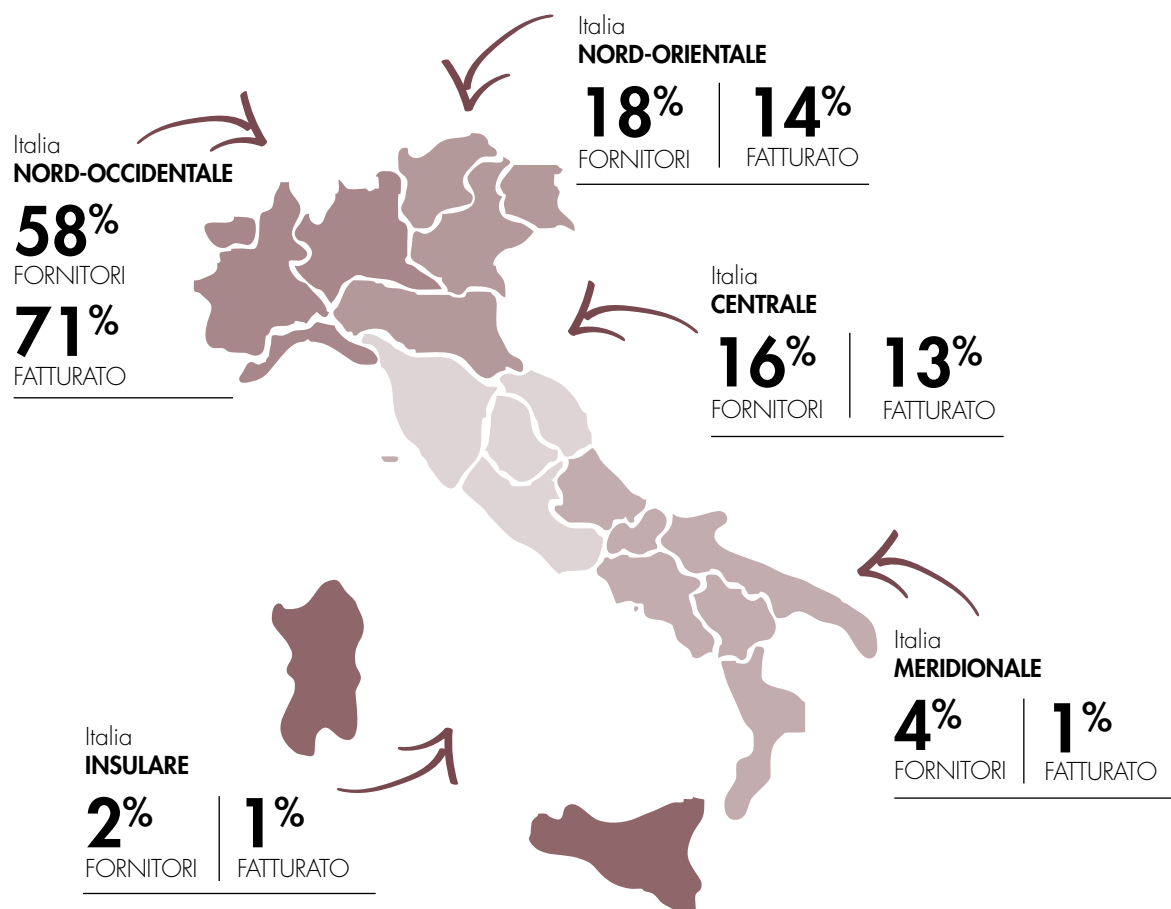 Italia
NORD-ORIENTALE
18% 14%
FORNITORI FATTURATO
Italia
NORD-OCCIDENTALE
58%
FORNITORI
71%
FATTURATO
Italia
CENTRALE
16% 13%
FORNITORI FATTURATO
Italia
MERIDIONALE
4% 1%
FORNITORI FATTURATO
Italia
INSULARE
2% 1%
FORNITORI FATTURATO